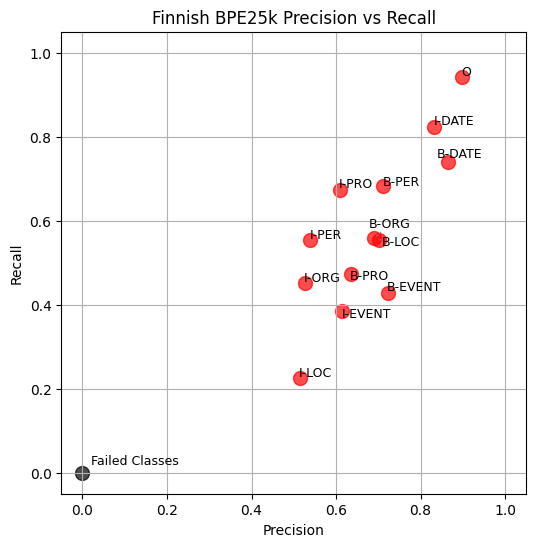 Finnish BPE25k Precision vs Recall
1.0
0.8
0.6
0.4
0.2
0.0
Recall
O
I-DATE
B-DATE
I-PRO
B-PER
B-ORG
I-PER
B-LOC
I-ORG
B-PRO
B-EVENT
I-EVENT
I-LOC
Failed Classes
0.0 0.2 0.4 0.6 0.8 1.0
Precision